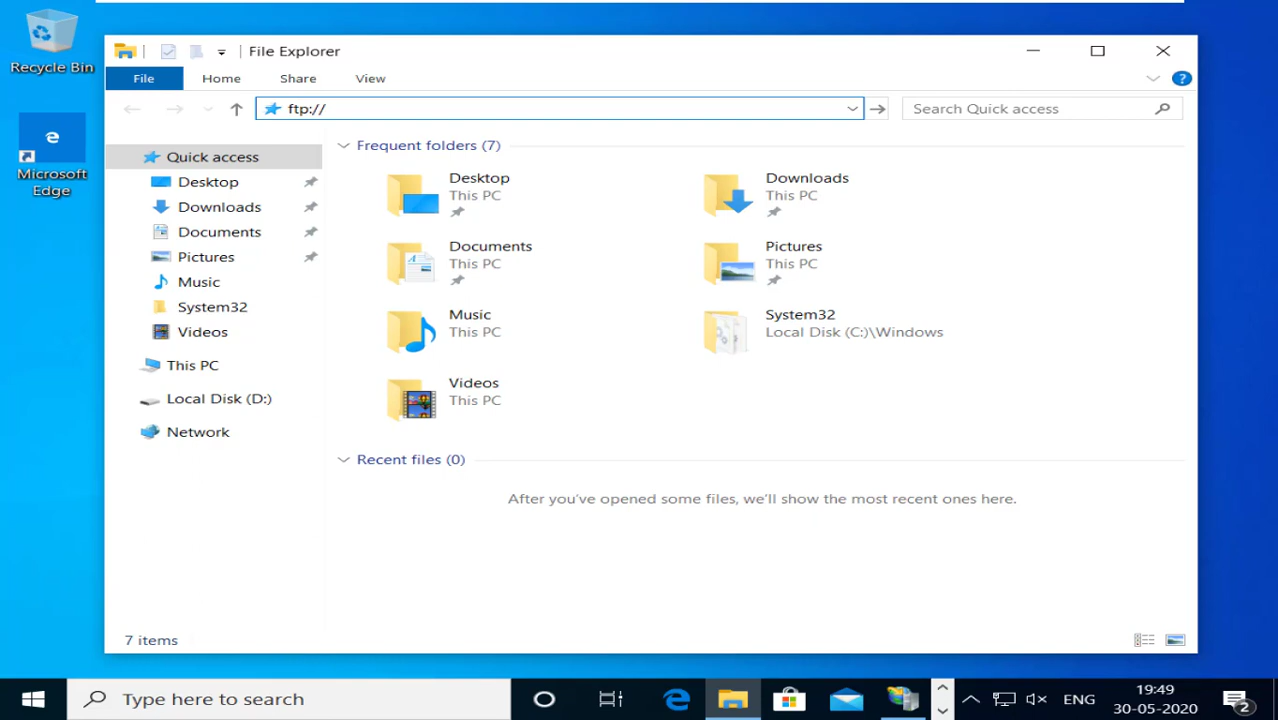 Recycle Bin
Microsoft
Edge
File Explorer
File
Home
Share
View
ftp://
Search Quick access
Quick access
Desktop
Downloads
Documents
Pictures
Music
System32
Videos
This PC
Local Disk (D:)
Network
Frequent folders (7)
Desktop
This PC
Downloads
This PC
Documents
This PC
Pictures
This PC
Music
This PC
System32
Local Disk (C:)\Windows
Videos
This PC
Recent files (0)
After you've opened some files, we'll show the most recent ones here.
7 items
Type here to search
ENG
19:49
30-05-2020
2